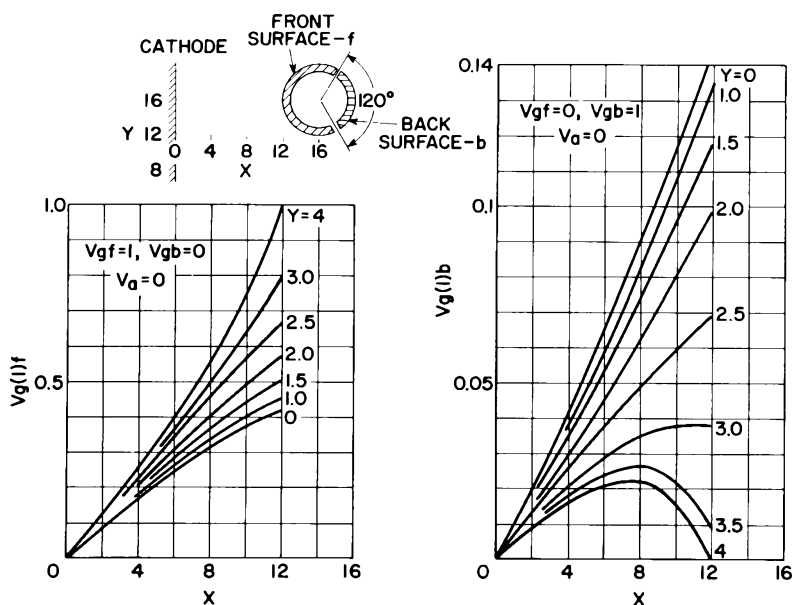 FRONT
SURFACE-f
CATHODE
16
120°
Y 12
BACK
SURFACE-b
0 4 8 12 16
8
X
1.0
Y=4
Vgf=1, Vgb=0
Va=0
3.0
2.5
2.0
1.5
1.0
0
0.5
Vg(1)f
0 4 8 12 16
X
0.14
Y=0
Vgf=0, Vgb=1
Va=0
1.0
1.5
2.0
2.5
3.0
3.5
4
0.1
0.05
Vg(1)b
0 4 8 12 16
X